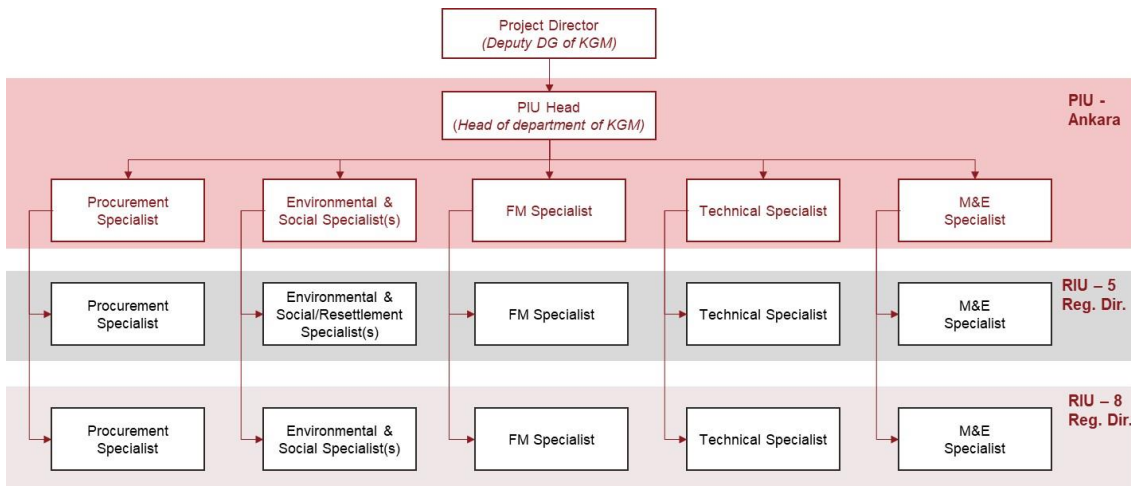 Project Director
(Deputy DG of KGM)
PIU -
Ankara
PIU Head
(Head of department of KGM)
Procurement
Specialist
Environmental &
Social Specialist(s)
FM Specialist
Technical Specialist
M&E
Specialist
RIU – 5
Reg. Dir.
Procurement
Specialist
Environmental &
Social/Resettlement
Specialist(s)
FM Specialist
Technical Specialist
M&E
Specialist
RIU – 8
Reg. Dir.
Procurement
Specialist
Environmental &
Social Specialist(s)
FM Specialist
Technical Specialist
M&E
Specialist